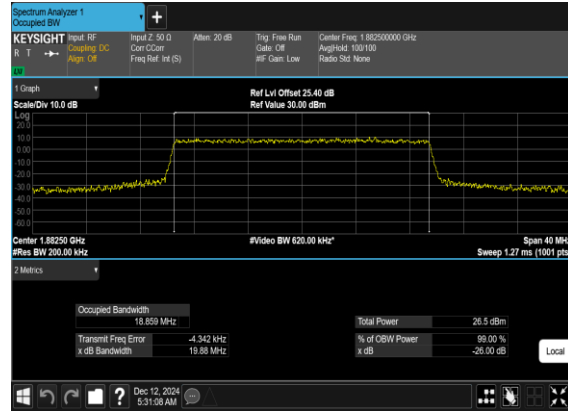 Spectrum Analyzer 1
Occupied BW
+
KEYSIGHT Input: RF Input Z: 50 Ω Atten: 20 dB Trig: Free Run Center Freq: 1.882500000 GHz
R T Coupling: DC Corr CCorr Gate: Off Avg|Hold: 100/100
Align: Off Freq Ref: Int (S) #IF Gain: Low Radio Std: None
1 Graph
Ref Lvl Offset 25.40 dB
Scale/Div 10.0 dB Ref Value 30.00 dBm
Log
20.0
10.0
0.00
-10.0
-20.0
-30.0
-40.0
-50.0
-60.0
Center 1.88250 GHz #Video BW 620.00 kHz* Span 40 MHz
#Res BW 200.00 kHz Sweep 1.27 ms (1001 pts
2 Metrics
Occupied Bandwidth
18.859 MHz Total Power 26.5 dBm
Transmit Freq Error -4.342 kHz % of OBW Power 99.00 %
x dB Bandwidth 19.88 MHz x dB -26.00 dB
Local
? Dec 12, 2024
5:31:08 AM